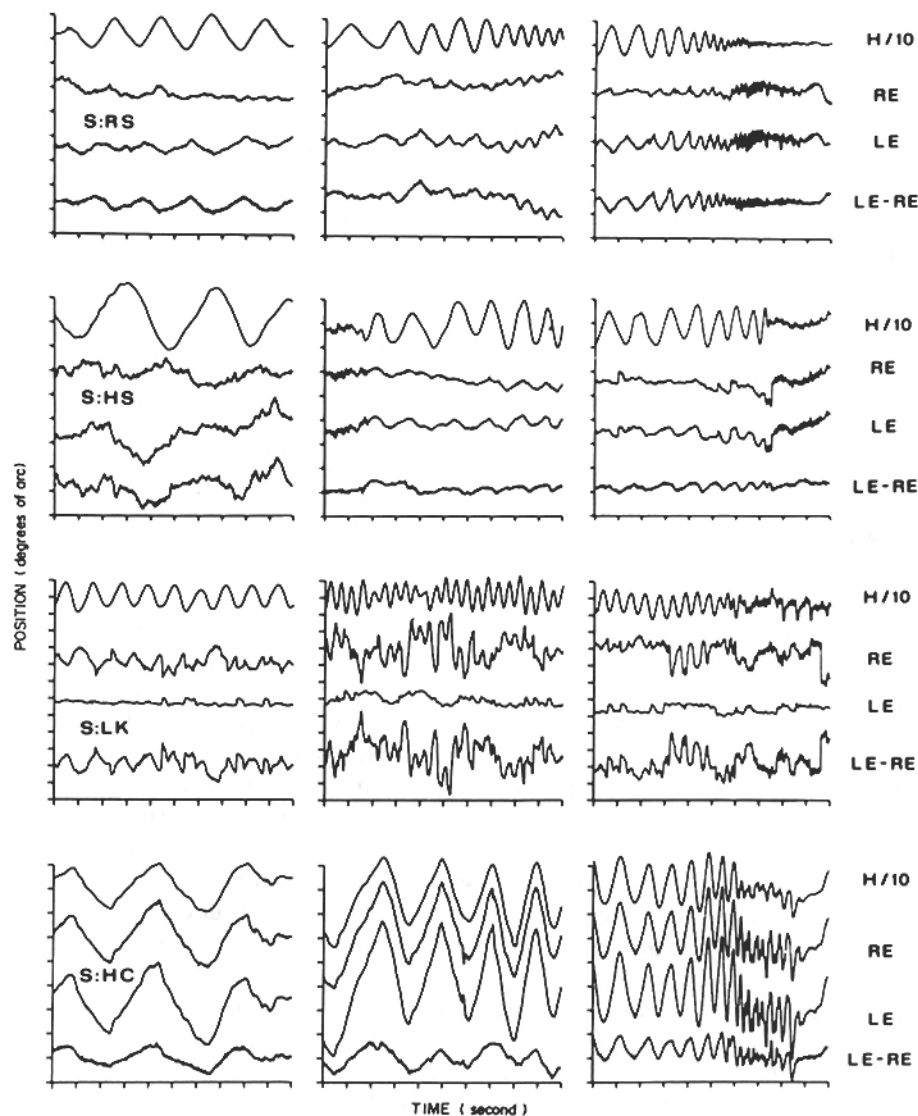 H/10
RE
S:RS
LE
LE-RE
H/10
RE
S:HS
LE
LE-RE
POSITION ( degrees of arc)
H/10
RE
LE
S:LK
LE-RE
H/10
RE
S:HC
LE
LE-RE
TIME ( second)